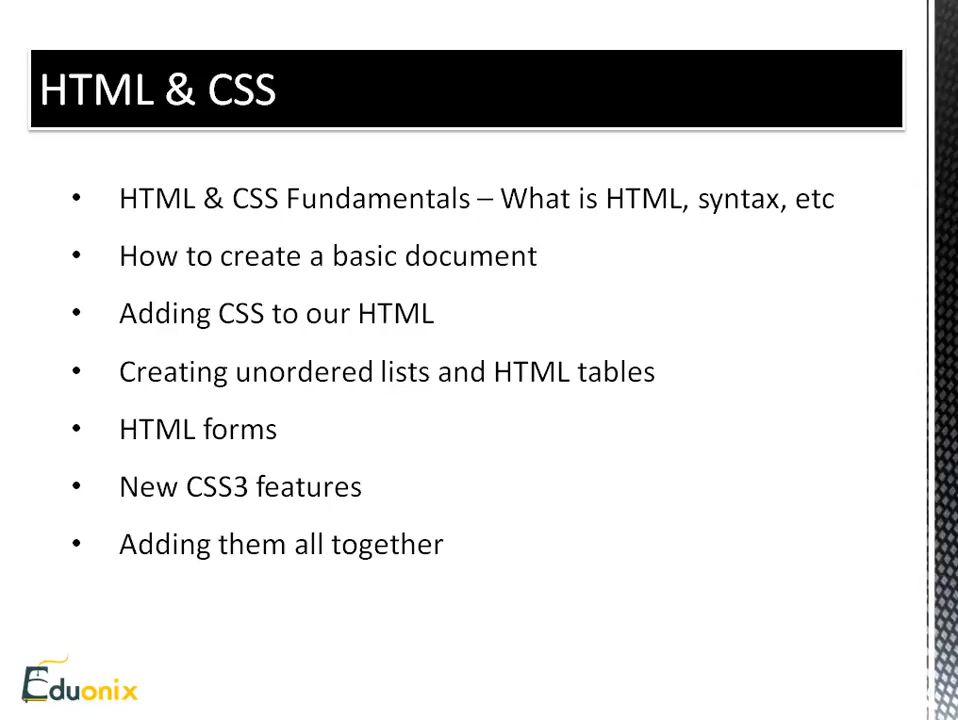 HTML & CSS
• HTML & CSS Fundamentals – What is HTML, syntax, etc
• How to create a basic document
• Adding CSS to our HTML
• Creating unordered lists and HTML tables
• HTML forms
• New CSS3 features
• Adding them all together
Eduonix